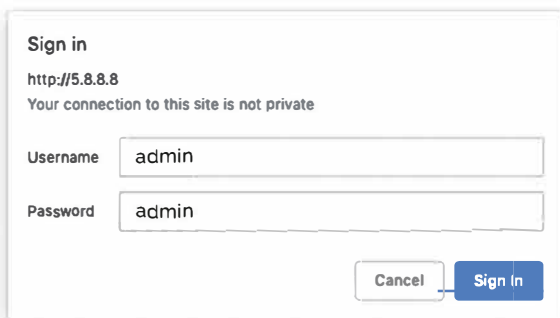 Sign in
http://5.8.8.8
Your connection to this site is not private
Username admin
Password admin
Cancel Sign In